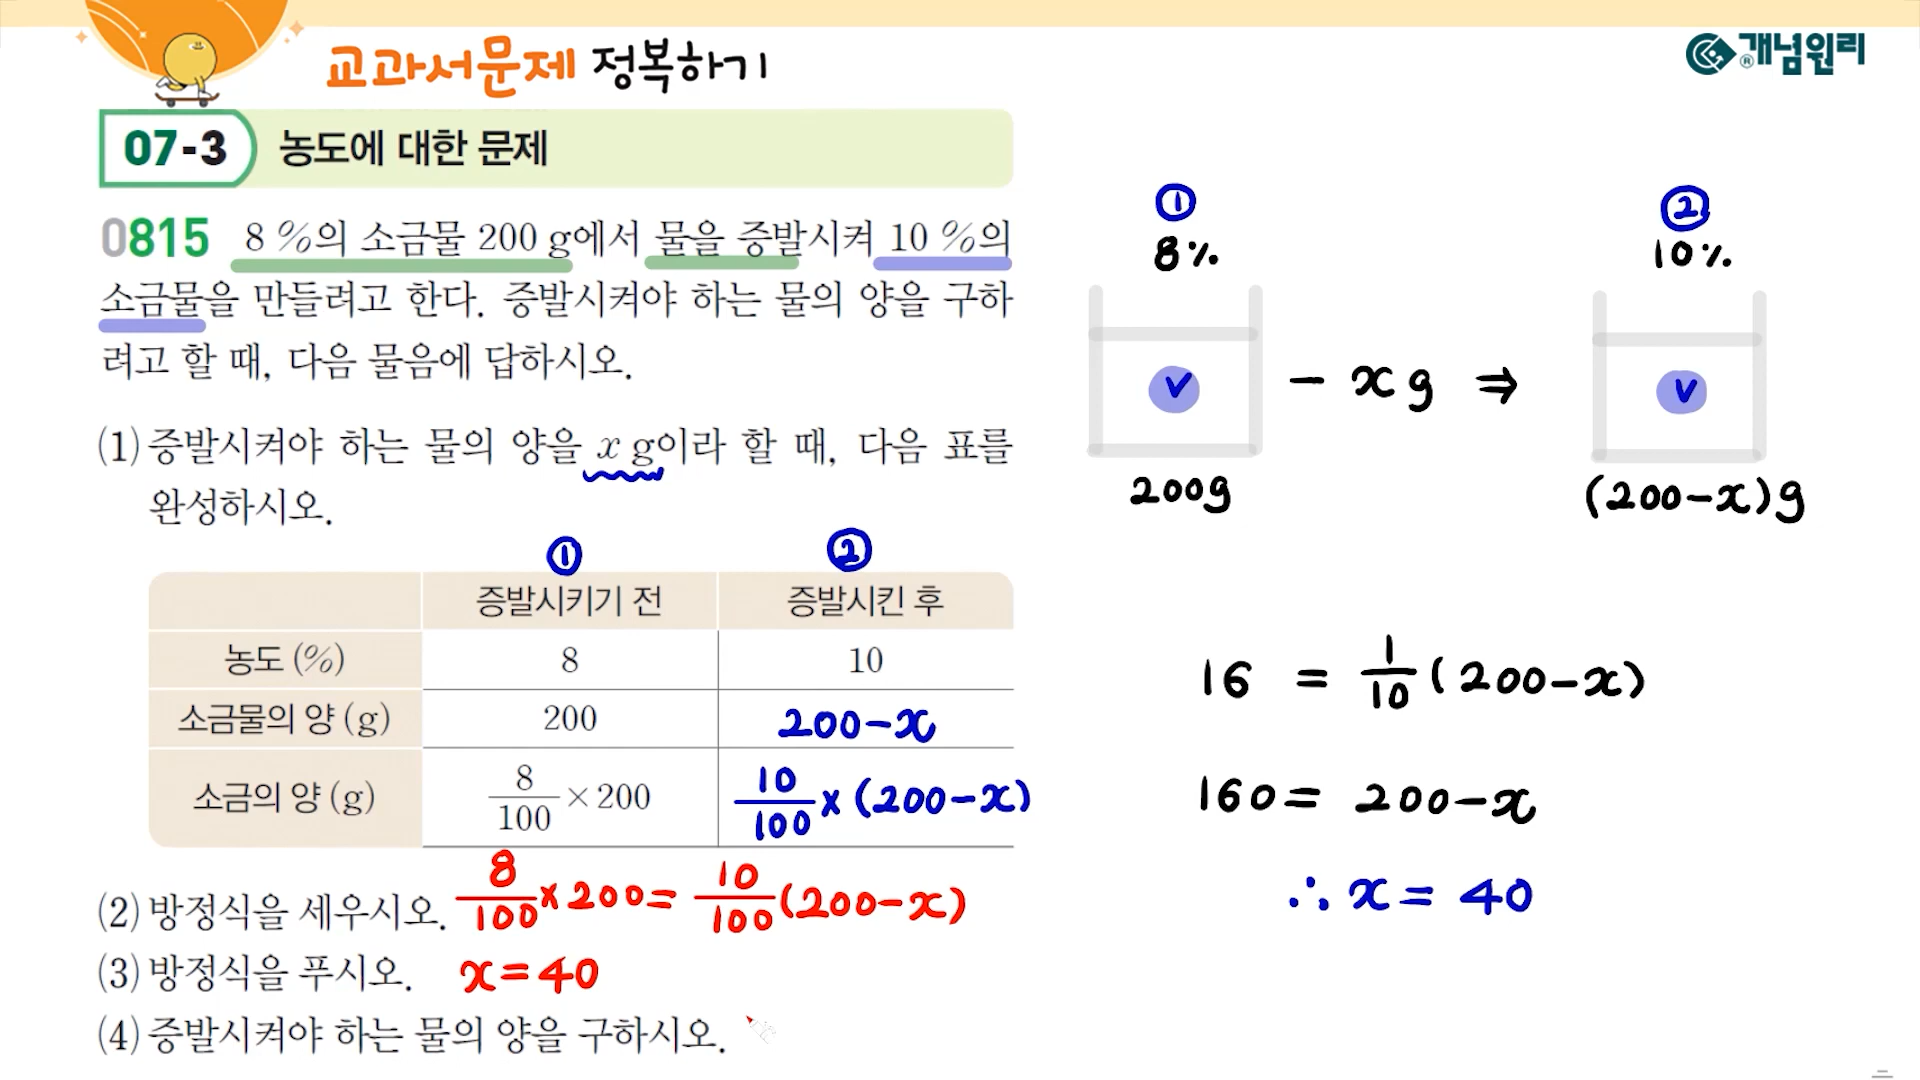 교과서문제 정복하기
개념원리
07-3 농도에 대한 문제
0815 8 %의 소금물 200 g에서 물을 증발시켜 10 %의
소금물을 만들려고 한다. 증발시켜야 하는 물의 양을 구하
려고 할 때, 다음 물음에 답하시오.
(1) 증발시켜야 하는 물의 양을 x g이라 할 때, 다음 표를
완성하시오.
① ②
증발시키기 전 증발시킨 후
농도 (%) 8 10
소금물의 양 (g) 200 200-x
소금의 양 (g) 8/100 ×200 10/100 × (200-x)
(2) 방정식을 세우시오. 8/100 × 200 = 10/100 (200-x)
(3) 방정식을 푸시오. x=40
(4) 증발시켜야 하는 물의 양을 구하시오.
① ②
8% 10%
v - x g ⇒ v
200g (200-x)g
16 = 1/10 (200-x)
160 = 200-x
∴ x = 40